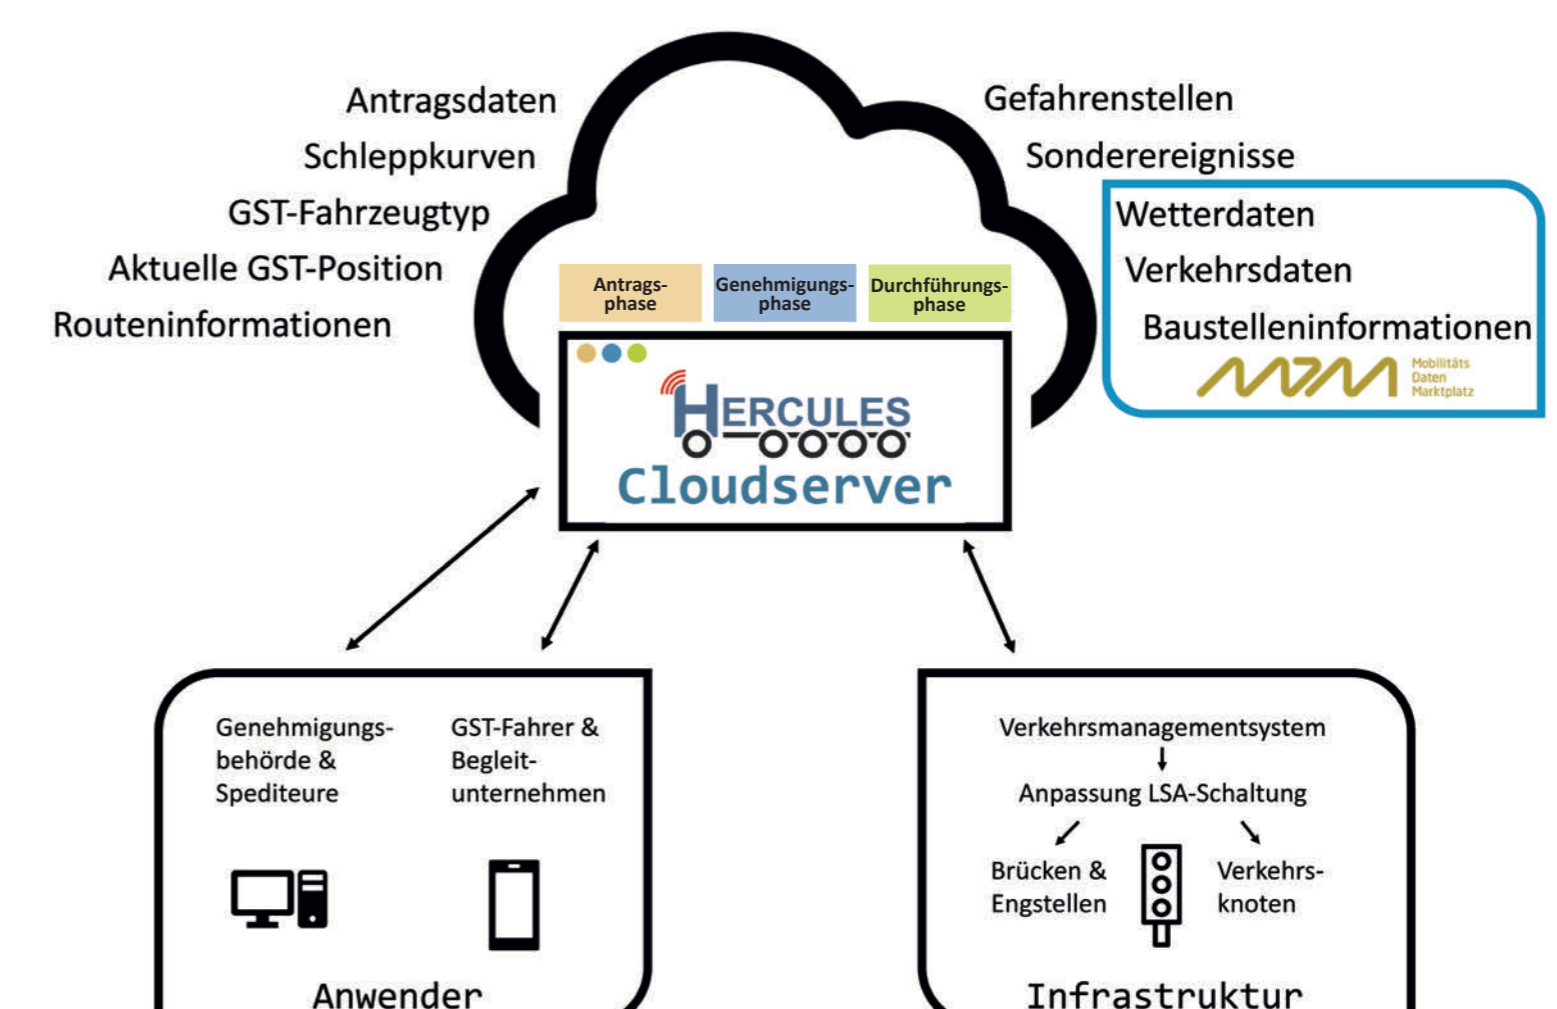 Antragsdaten
Schleppkurven
GST-Fahrzeugtyp
Aktuelle GST-Position
Routeninformationen
Gefahrenstellen
Sonderereignisse
Wetterdaten
Verkehrsdaten
Baustelleninformationen
MDM
Mobilitäts
Daten
Marktplatz
Antrags-
phase
Genehmigungs-
phase
Durchführungs-
phase
HERCULES
Cloudserver
Genehmigungs-
behörde &
Spediteure
GST-Fahrer &
Begleit-
unternehmen
Anwender
Verkehrsmanagementsystem
Anpassung LSA-Schaltung
Brücken &
Engstellen
Verkehrs-
knoten
Infrastruktur